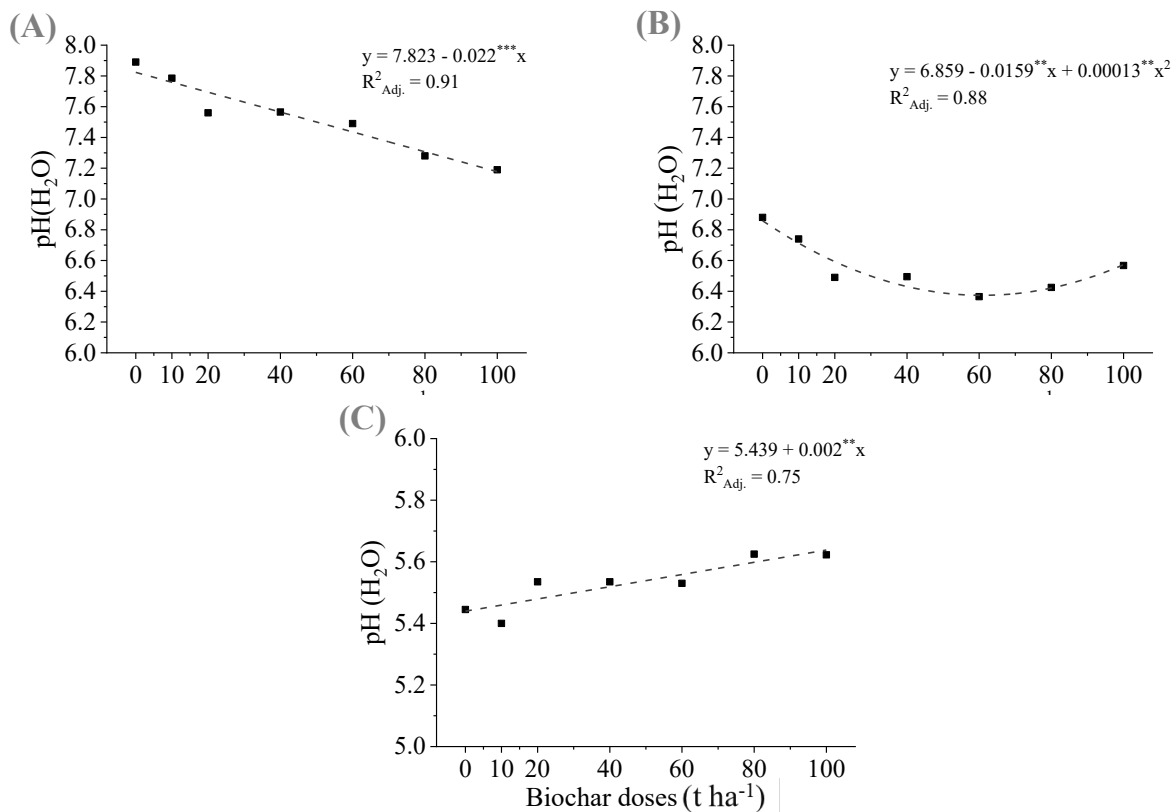 (A)
y = 7.823 - 0.022***x
R²Adj. = 0.91
pH(H₂O)
8.0
7.8
7.6
7.4
7.2
7.0
6.8
6.6
6.4
6.2
6.0
0 10 20 40 60 80 100
(B)
y = 6.859 - 0.0159**x + 0.00013**x²
R²Adj. = 0.88
pH (H₂O)
8.0
7.8
7.6
7.4
7.2
7.0
6.8
6.6
6.4
6.2
6.0
0 10 20 40 60 80 100
(C)
y = 5.439 + 0.002**x
R²Adj. = 0.75
pH (H₂O)
6.0
5.8
5.6
5.4
5.2
5.0
0 10 20 40 60 80 100
Biochar doses (t ha⁻¹)